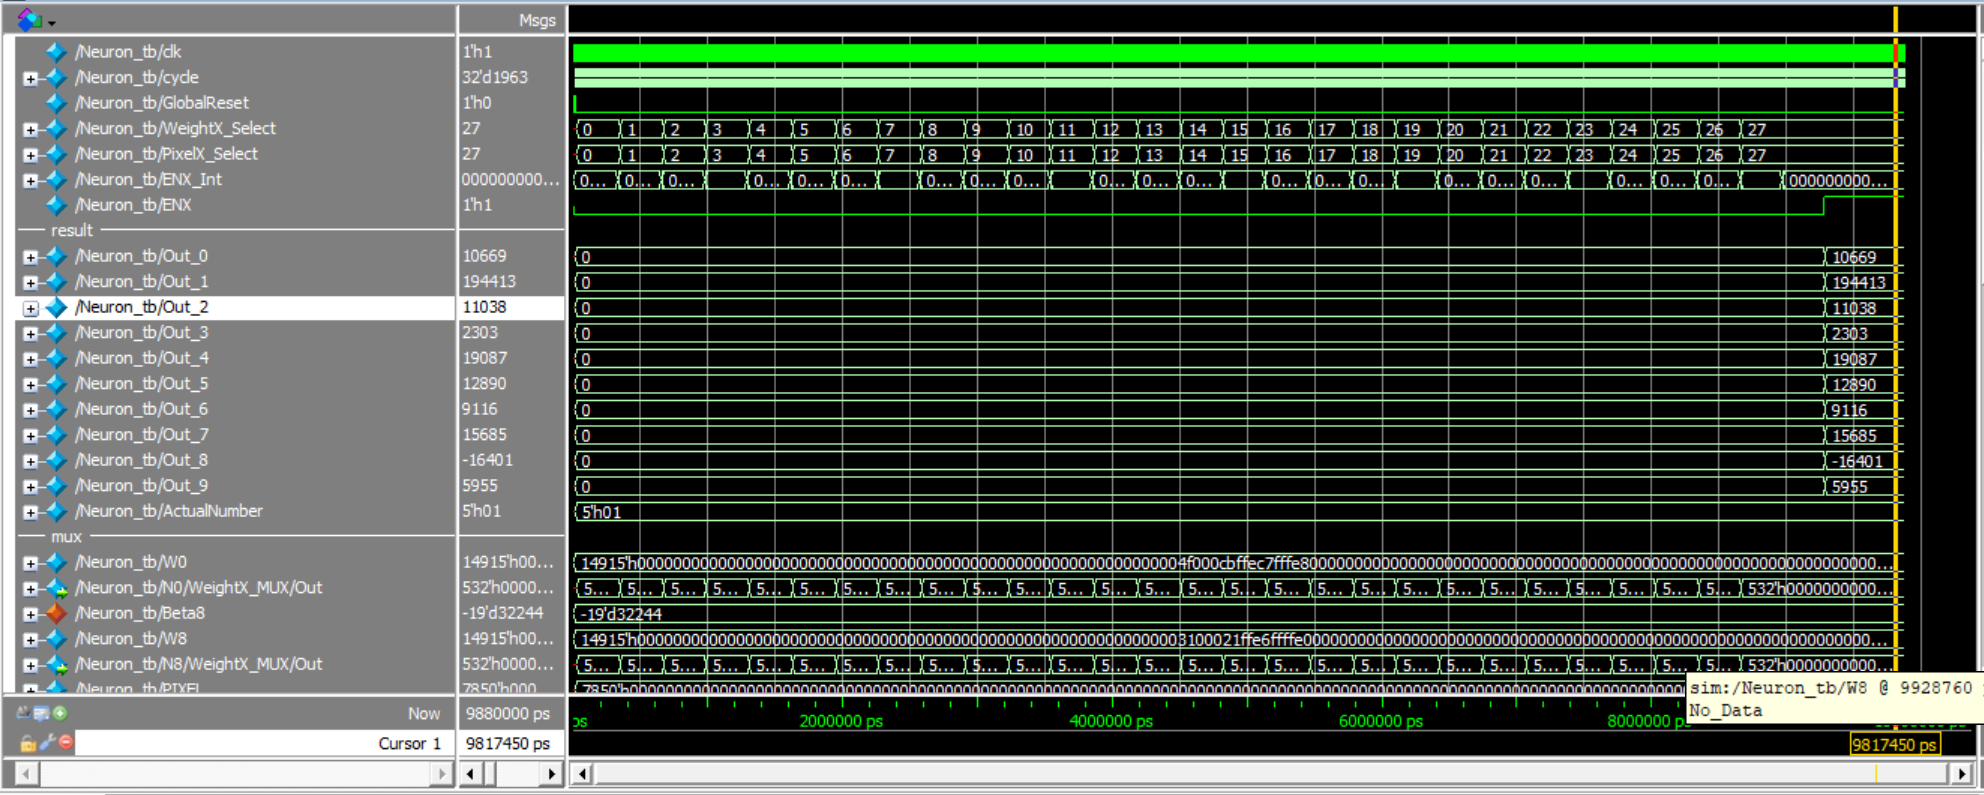 Msgs
/Neuron_tb/clk 1'h1
/Neuron_tb/cycle 32'd1963
/Neuron_tb/GlobalReset 1'h0
/Neuron_tb/WeightX_Select 27 0 1 2 3 4 5 6 7 8 9 10 11 12 13 14 15 16 17 18 19 20 21 22 23 24 25 26 27
/Neuron_tb/PixelX_Select 27 0 1 2 3 4 5 6 7 8 9 10 11 12 13 14 15 16 17 18 19 20 21 22 23 24 25 26 27
/Neuron_tb/ENX_Int 000000000... 0... 0... 0... 0... 0... 0... 0... 0... 0... 0... 0... 0... 0... 0... 0... 0... 0... 0... 0... 0... 0... 000000000...
/Neuron_tb/ENX 1'h1
result
/Neuron_tb/Out_0 10669 0 10669
/Neuron_tb/Out_1 194413 0 194413
/Neuron_tb/Out_2 11038 0 11038
/Neuron_tb/Out_3 2303 0 2303
/Neuron_tb/Out_4 19087 0 19087
/Neuron_tb/Out_5 12890 0 12890
/Neuron_tb/Out_6 9116 0 9116
/Neuron_tb/Out_7 15685 0 15685
/Neuron_tb/Out_8 -16401 0 -16401
/Neuron_tb/Out_9 5955 0 5955
/Neuron_tb/ActualNumber 5'h01 5'h01
mux
/Neuron_tb/W0 14915'h00...
/Neuron_tb/N0/WeightX_MUX/Out 532'h0000... 5... 5... 5... 5... 5... 5... 5... 5... 5... 5... 5... 5... 5... 5... 5... 5... 5... 5... 5... 5... 5... 5... 5... 5... 5... 5... 5... 532'h0000000000...
/Neuron_tb/Beta8 -19'd32244 -19'd32244
/Neuron_tb/W8 14915'h00...
/Neuron_tb/N8/WeightX_MUX/Out 532'h0000... 5... 5... 5... 5... 5... 5... 5... 5... 5... 5... 5... 5... 5... 5... 5... 5... 5... 5... 5... 5... 5... 5... 5... 5... 5... 5... 5... 532'h0000000000...
/Neuron_tb/PIXEL 7850'h000
sim:/Neuron_tb/W8 @ 9928760
No_Data
Now 9880000 ps ps 2000000 ps 4000000 ps 6000000 ps 8000000 ps
Cursor 1 9817450 ps 9817450 ps